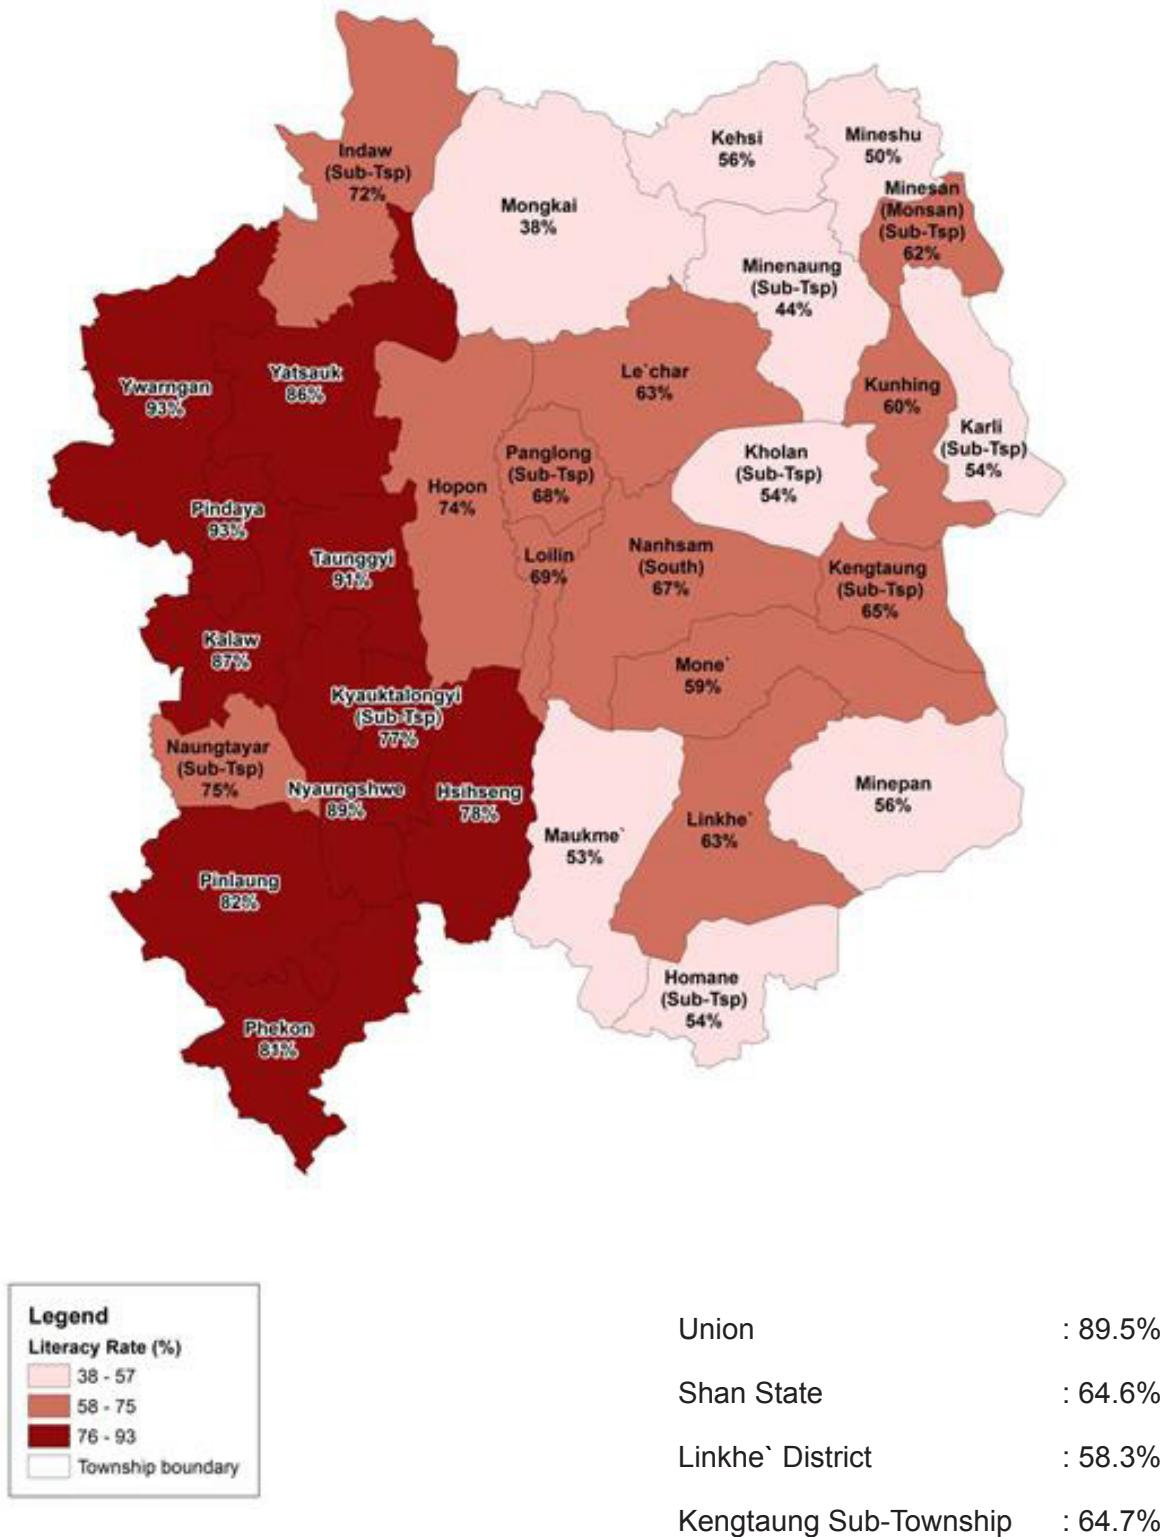 Indaw
(Sub-Tsp)
72%
Mongkai
38%
Kehsi
56%
Mineshu
50%
Minesan
(Monsan)
(Sub-Tsp)
62%
Minenaung
(Sub-Tsp)
44%
Ywarngan
93%
Yatsauk
86%
Le`char
63%
Kunhing
60%
Karli
(Sub-Tsp)
54%
Panglong
(Sub-Tsp)
68%
Kholan
(Sub-Tsp)
54%
Hopon
74%
Pindaya
93%
Taunggyi
91%
Loilin
69%
Nanhsam
(South)
67%
Kengtaung
(Sub-Tsp)
65%
Kalaw
87%
Mone`
59%
Kyauktalongyi
(Sub-Tsp)
77%
Naungtayar
(Sub-Tsp)
75%
Nyaungshwe
89%
Hsihseng
78%
Minepan
56%
Maukme`
53%
Linkhe`
63%
Pinlaung
82%
Homane
(Sub-Tsp)
54%
Phekon
81%
Legend
Literacy Rate (%)
38 - 57
58 - 75
76 - 93
Township boundary
Union : 89.5%
Shan State : 64.6%
Linkhe` District : 58.3%
Kengtaung Sub-Township : 64.7%